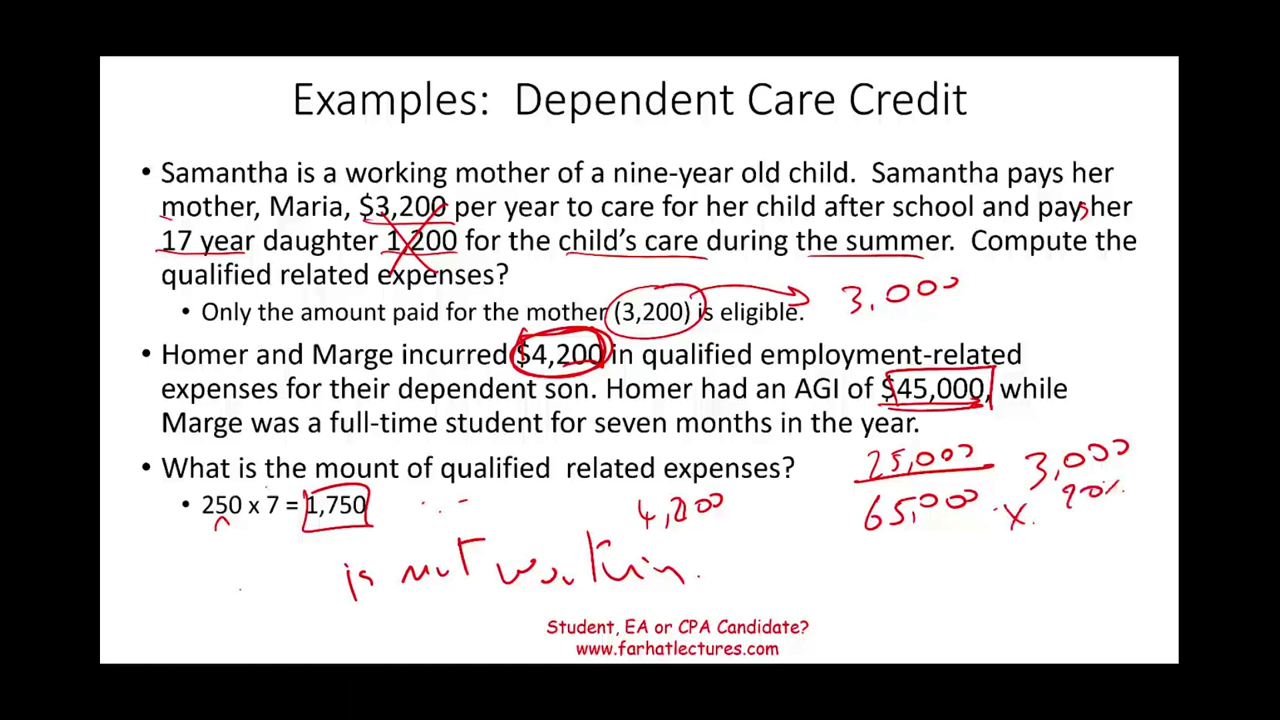 Examples: Dependent Care Credit
• Samantha is a working mother of a nine-year old child. Samantha pays her
mother, Maria, $3,200 per year to care for her child after school and pays her
17 year daughter 1,200 for the child's care during the summer. Compute the
qualified related expenses?
• Only the amount paid for the mother (3,200) is eligible.
3,000
• Homer and Marge incurred $4,200 in qualified employment-related
expenses for their dependent son. Homer had an AGI of $45,000, while
Marge was a full-time student for seven months in the year.
• What is the mount of qualified related expenses?
25,000
3,000
• 250 x 7 = 1,750
4,200
65,000
x 20%
is not workin
Student, EA or CPA Candidate?
www.farhatlectures.com